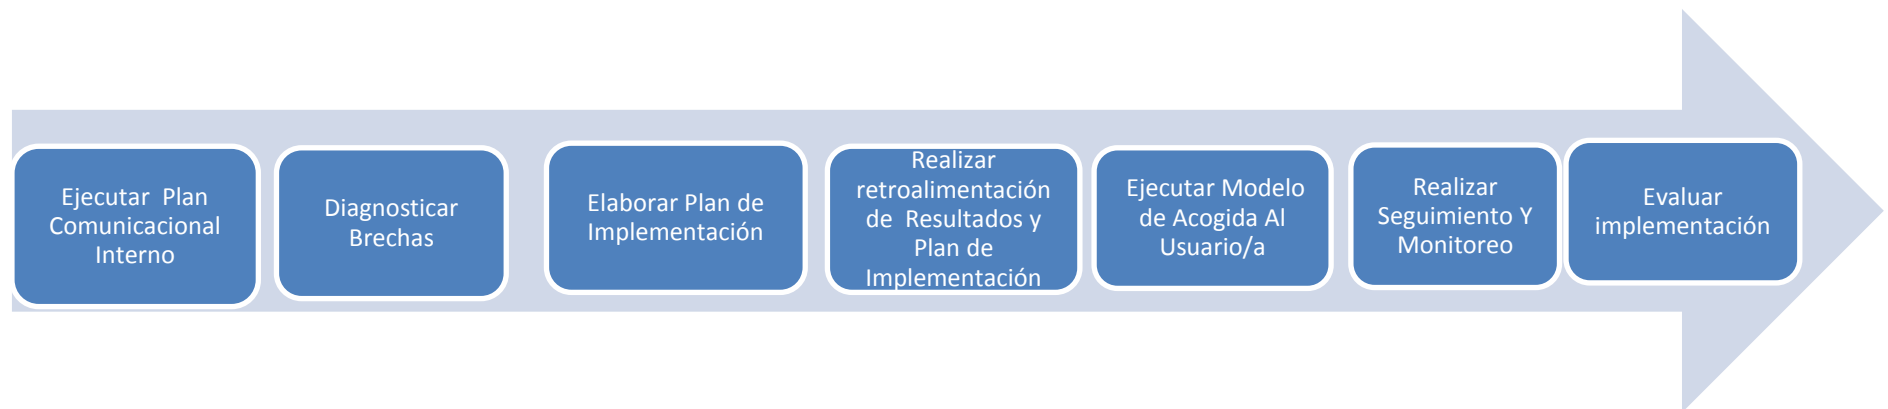 Ejecutar Plan
Comunicacional
Interno
Diagnosticar
Brechas
Elaborar Plan de
Implementación
Realizar
retroalimentación
de Resultados y
Plan de
Implementación
Ejecutar Modelo
de Acogida Al
Usuario/a
Realizar
Seguimiento Y
Monitoreo
Evaluar
implementación